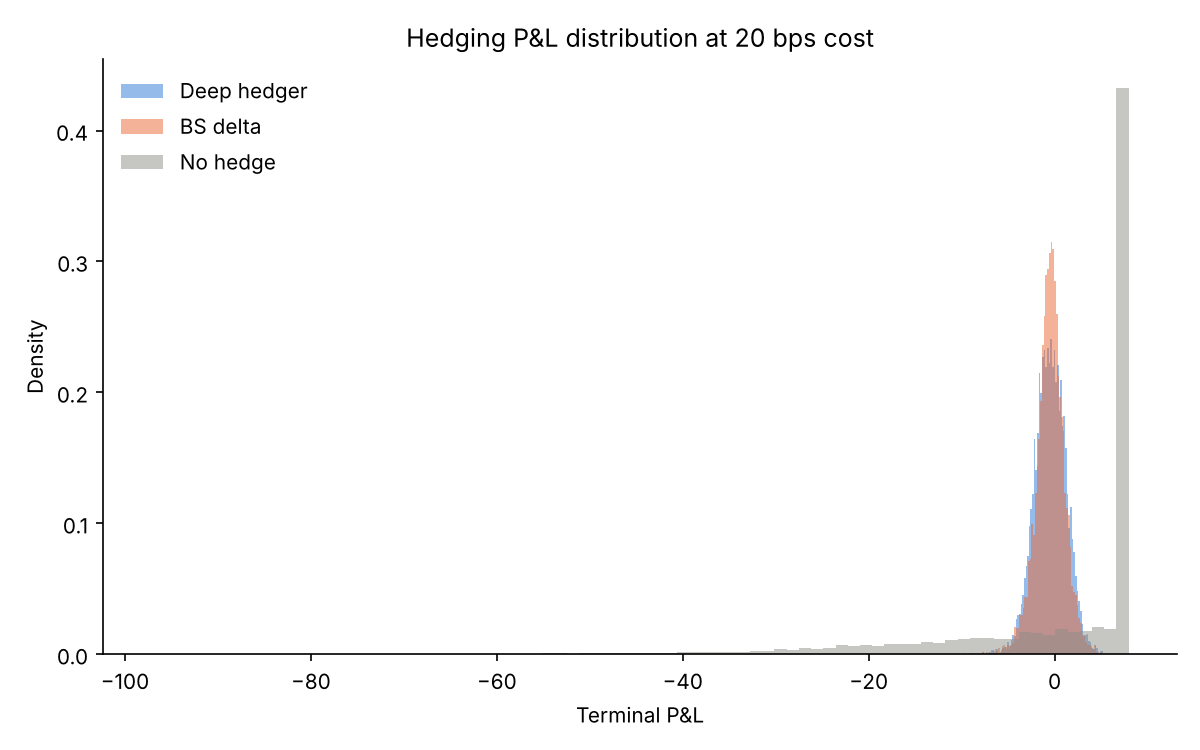 Hedging P&L distribution at 20 bps cost
Deep hedger
BS delta
No hedge
Density
0.4
0.3
0.2
0.1
0.0
−100
−80
−60
−40
−20
0
Terminal P&L